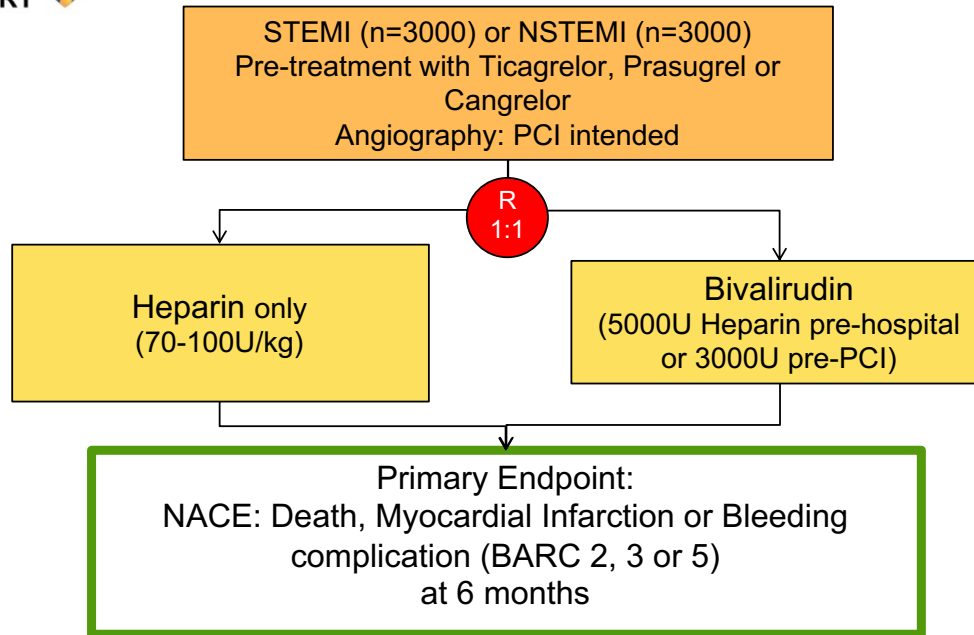 STEMI (n=3000) or NSTEMI (n=3000)
Pre-treatment with Ticagrelor, Prasugrel or
Cangrelor
Angiography: PCI intended
R
1:1
Heparin only
(70-100U/kg)
Bivalirudin
(5000U Heparin pre-hospital
or 3000U pre-PCI)
Primary Endpoint:
NACE: Death, Myocardial Infarction or Bleeding
complication (BARC 2, 3 or 5)
at 6 months